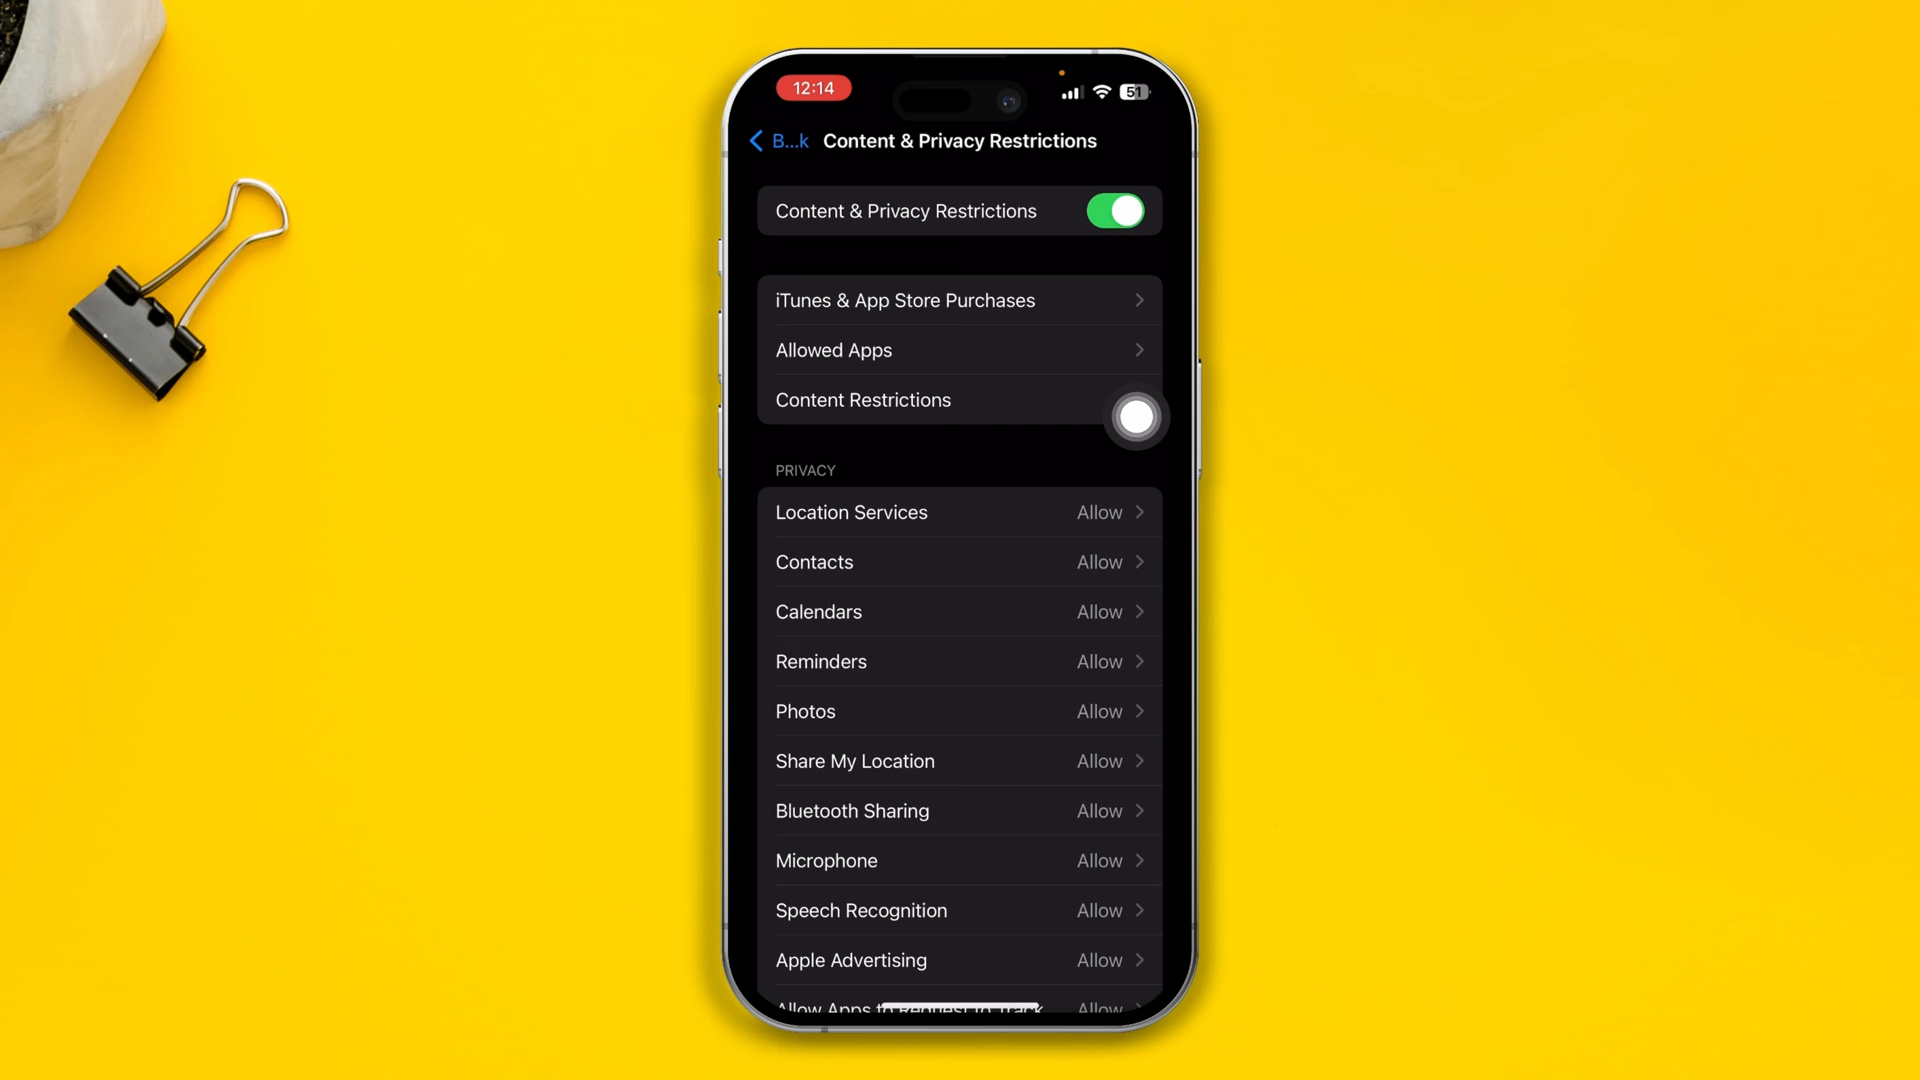 12:14
51
B...k Content & Privacy Restrictions
Content & Privacy Restrictions
iTunes & App Store Purchases
Allowed Apps
Content Restrictions
PRIVACY
Location Services Allow
Contacts Allow
Calendars Allow
Reminders Allow
Photos Allow
Share My Location Allow
Bluetooth Sharing Allow
Microphone Allow
Speech Recognition Allow
Apple Advertising Allow
Allow Apps to Request to Track Allow